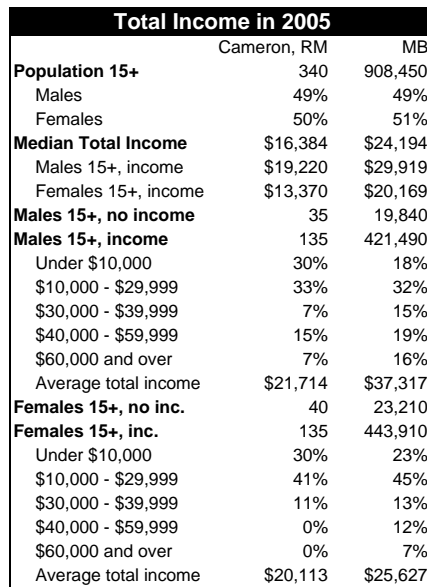 Total Income in 2005
Cameron, RM MB
Population 15+ 340 908,450
Males 49% 49%
Females 50% 51%
Median Total Income $16,384 $24,194
Males 15+, income $19,220 $29,919
Females 15+, income $13,370 $20,169
Males 15+, no income 35 19,840
Males 15+, income 135 421,490
Under $10,000 30% 18%
$10,000 - $29,999 33% 32%
$30,000 - $39,999 7% 15%
$40,000 - $59,999 15% 19%
$60,000 and over 7% 16%
Average total income $21,714 $37,317
Females 15+, no inc. 40 23,210
Females 15+, inc. 135 443,910
Under $10,000 30% 23%
$10,000 - $29,999 41% 45%
$30,000 - $39,999 11% 13%
$40,000 - $59,999 0% 12%
$60,000 and over 0% 7%
Average total income $20,113 $25,627